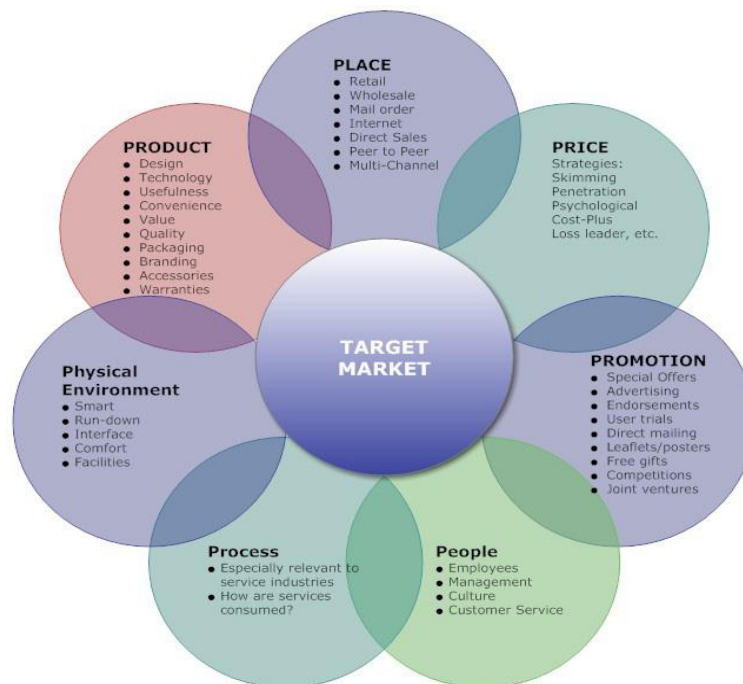 PLACE
Retail
Wholesale
Mail order
Internet
Direct Sales
Peer to Peer
Multi-Channel
PRODUCT
Design
Technology
Usefulness
Convenience
Value
Quality
Packaging
Branding
Accessories
Warranties
PRICE
Strategies:
Skimming
Penetration
Psychological
Cost-Plus
Loss leader, etc.
TARGET
MARKET
Physical
Environment
Smart
Run-down
Interface
Comfort
Facilities
PROMOTION
Special Offers
Advertising
Endorsements
User trials
Direct mailing
Leaflets/posters
Free gifts
Competitions
Joint ventures
Process
Especially relevant to
service industries
How are services
consumed?
People
Employees
Management
Culture
Customer Service